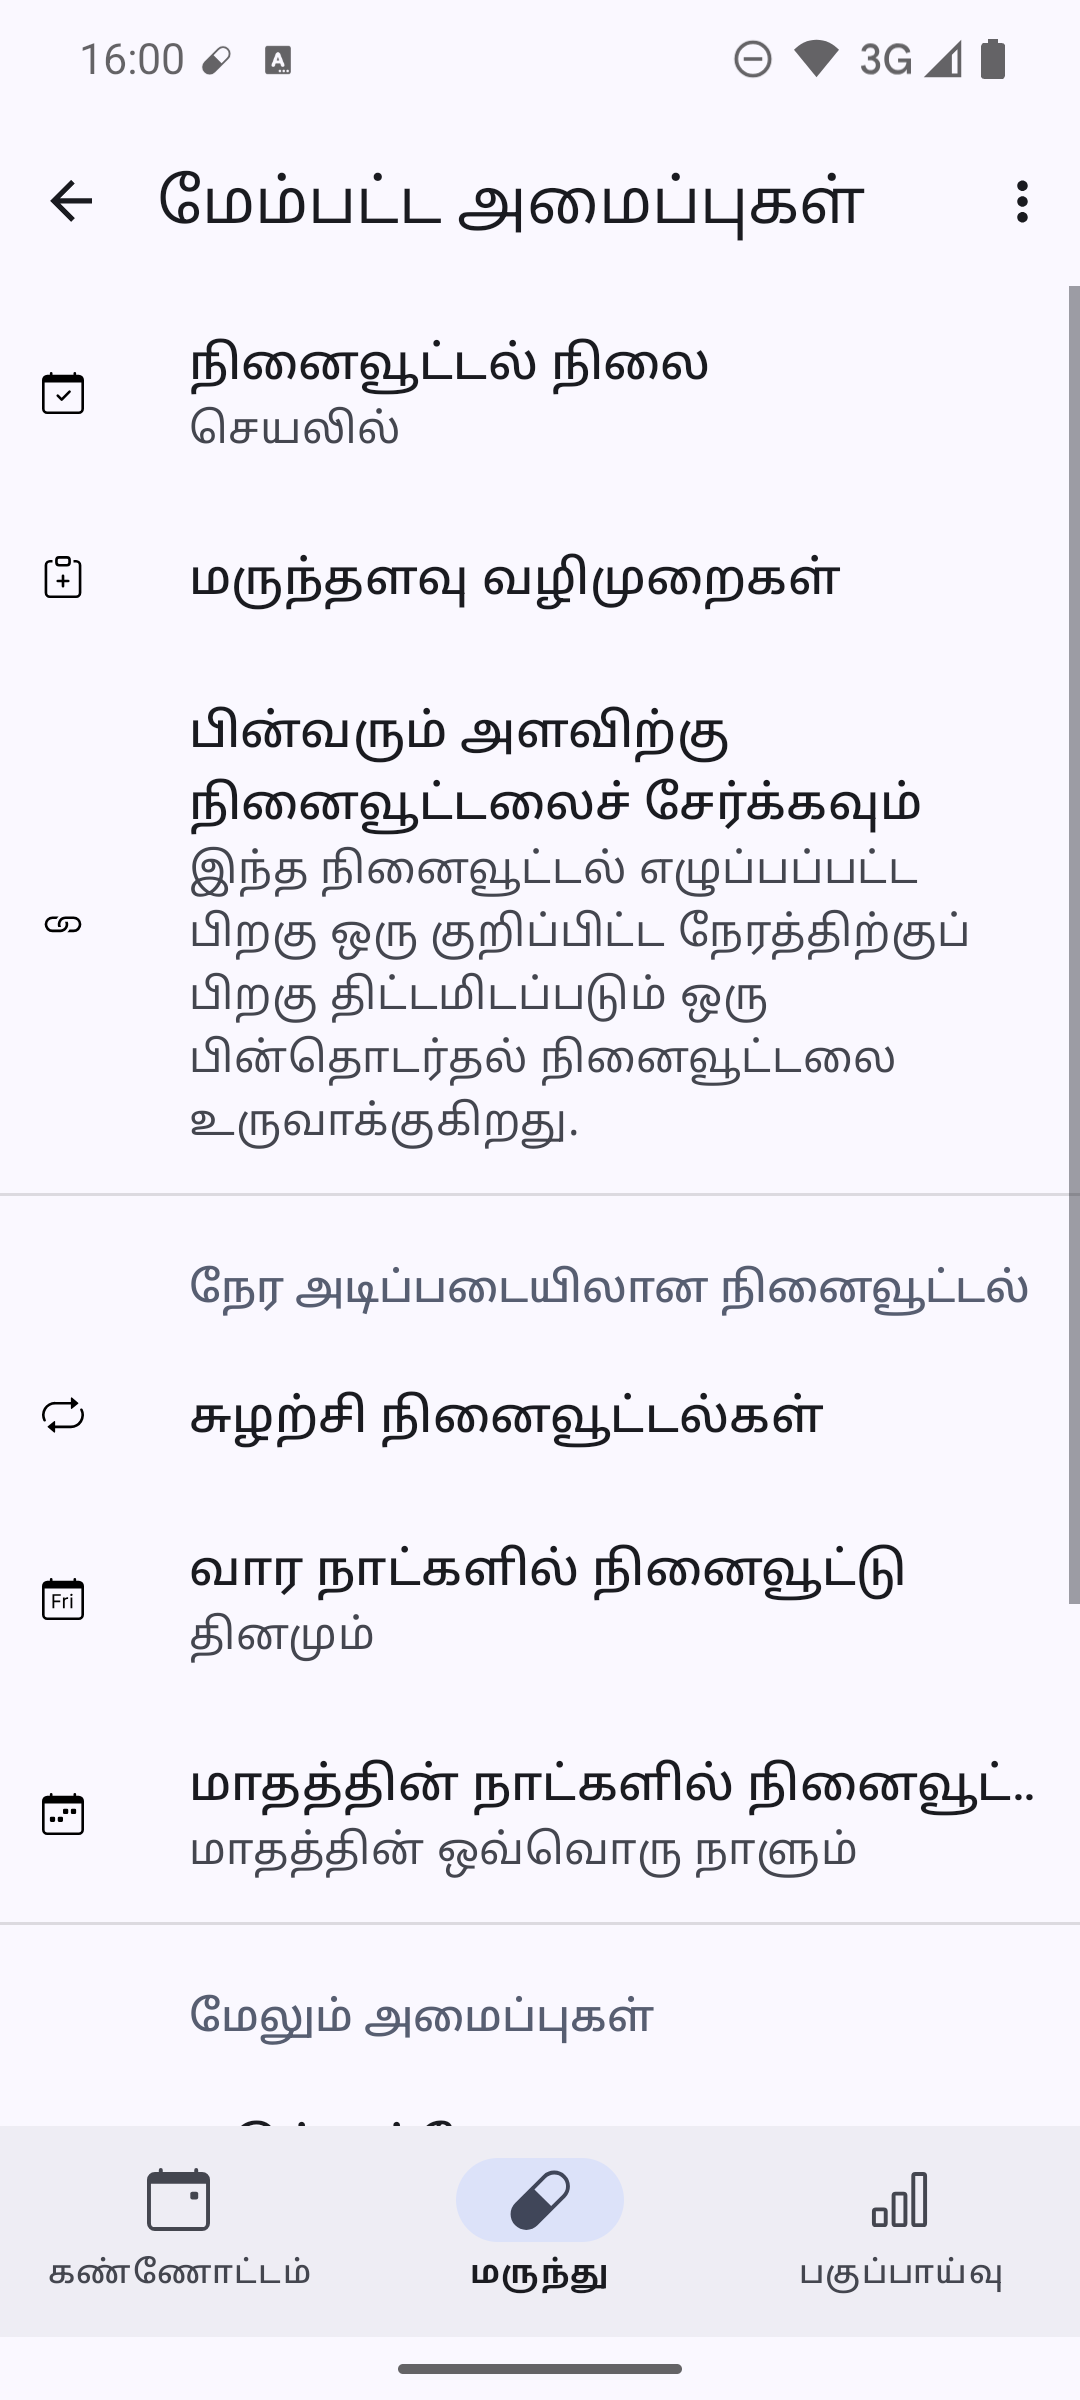 16:00
3G
மேம்பட்ட அமைப்புகள்
நினைவூட்டல் நிலை
செயலில்
மருந்தளவு வழிமுறைகள்
பின்வரும் அளவிற்கு
நினைவூட்டலைச் சேர்க்கவும்
இந்த நினைவூட்டல் எழுப்பப்பட்ட
பிறகு ஒரு குறிப்பிட்ட நேரத்திற்குப்
பிறகு திட்டமிடப்படும் ஒரு
பின்தொடர்தல் நினைவூட்டலை
உருவாக்குகிறது.
நேர அடிப்படையிலான நினைவூட்டல்
சுழற்சி நினைவூட்டல்கள்
Fri
வார நாட்களில் நினைவூட்டு
தினமும்
மாதத்தின் நாட்களில் நினைவூட்..
மாதத்தின் ஒவ்வொரு நாளும்
மேலும் அமைப்புகள்
கண்ணோட்டம்
மருந்து
பகுப்பாய்வு